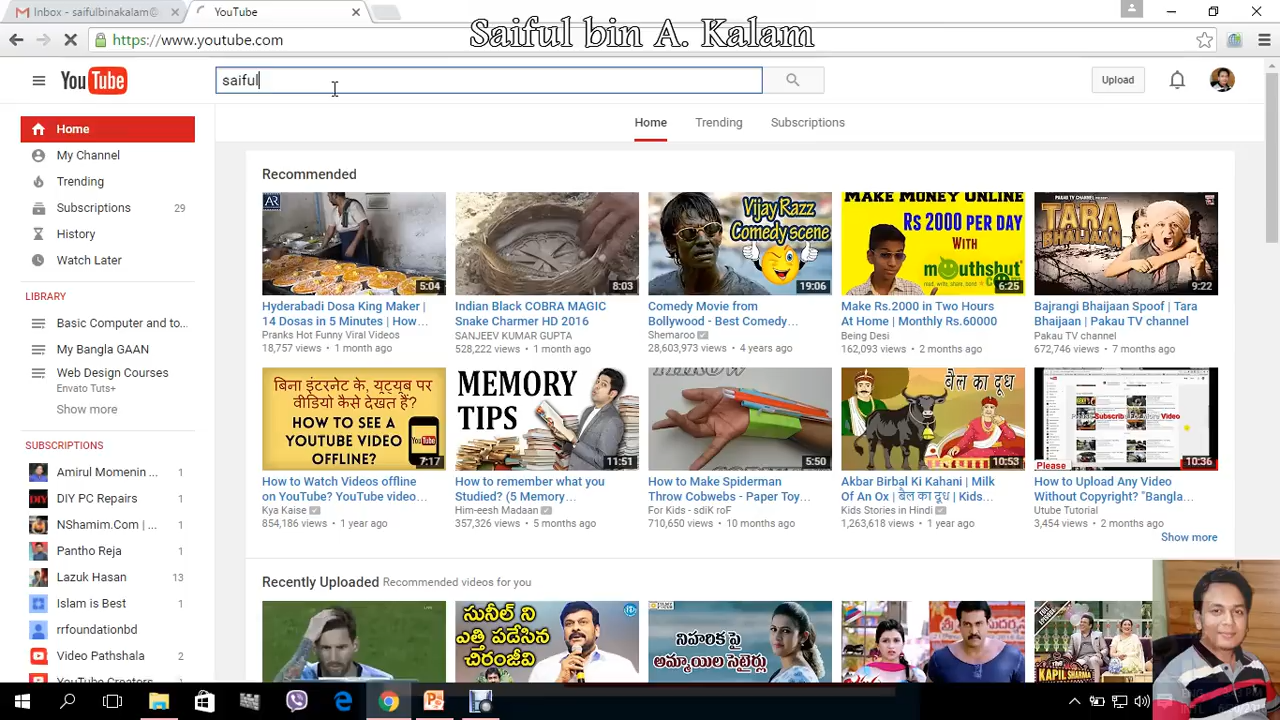 Inbox - saifulbinakalam@
YouTube
https://www.youtube.com
Saiful bin A. Kalam
YouTube
saiful
Upload
Home
Trending
Subscriptions
Home
My Channel
Trending
Subscriptions 29
History
Watch Later
LIBRARY
Basic Computer and to...
My Bangla GAAN
Web Design Courses
Envato Tuts+
Show more
SUBSCRIPTIONS
Amirul Momenin ... 1
DIY PC Repairs 1
NShamim.Com | ... 1
Pantho Reja 1
Lazuk Hasan 13
Islam is Best 1
rrfoundationbd 1
Video Pathshala 2
YouTube Creators 1
Recommended
AR
5:04
Hyderabadi Dosa King Maker |
14 Dosas in 5 Minutes | How...
Pranks Hot Funny Viral Videos
18,757 views • 1 month ago
8:03
Indian Black COBRA MAGIC
Snake Charmer HD 2016
SANJEEV KUMAR GUPTA
528,222 views • 1 month ago
Vijay Razz
Comedy scene
19:06
Comedy Movie from
Bollywood - Best Comedy...
Shemaroo
28,603,973 views • 4 years ago
MAKE MONEY ONLINE
Rs 2000 PER DAY
WITH
mouthshut
6:25
Make Rs.2000 in Two Hours
At Home | Monthly Rs.60000
Being Desi
162,093 views • 2 months ago
TARA
9:22
Bajrangi Bhaijaan Spoof | Tara
Bhaijaan | Pakau TV channel
Pakau TV channel
672,746 views • 7 months ago
बिना इंटरनेट के, यूट्यूब पर
वीडियो कैसे देखत हैं?
HOW TO SEE A
YOUTUBE VIDEO
OFFLINE?
YouTube
7:17
How to Watch Videos offline
on YouTube? YouTube video...
Kya Kaise
854,186 views • 1 year ago
MEMORY
TIPS
11:51
How to remember what you
Studied? (5 Memory...
Him-eesh Madaan
357,326 views • 5 months ago
5:50
How to Make Spiderman
Throw Cobwebs - Paper Toy...
For Kids - sdiK roF
710,650 views • 10 months ago
बैल का दूध
10:53
Akbar Birbal Ki Kahani | Milk
Of An Ox | बैल का दूध | Kids...
Kids Stories in Hindi
1,263,618 views • 1 year ago
Please
10:36
How to Upload Any Video
Without Copyright? "Bangla...
Utube Tutorial
3,454 views • 2 months ago
Show more
Recently Uploaded Recommended videos for you
సునీల్ ని
ఎత్తి పడేసిన
చిరంజీవి
నిహరిక పై
అమ్మాయిల సెటైర్లు
THE
KAPIL SHARMA